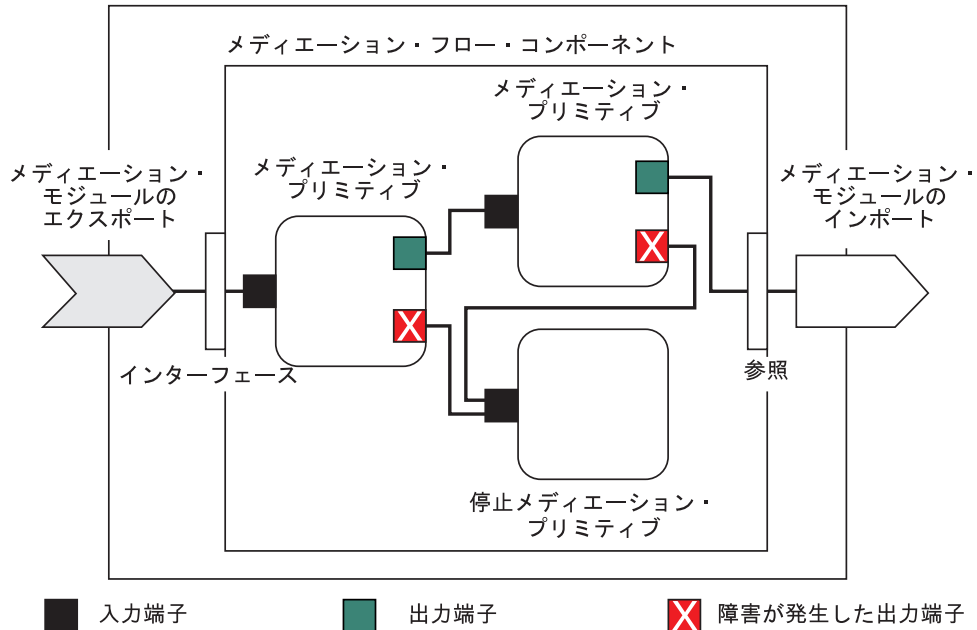 メディエーション・フロー・コンポーネント
メディエーション・
プリミティブ
メディエーション・
プリミティブ
メディエーション・
モジュールの
エクスポート
メディエーション・
モジュールの
インポート
インターフェース
参照
停止メディエーション・
プリミティブ
入力端子
出力端子
障害が発生した出力端子